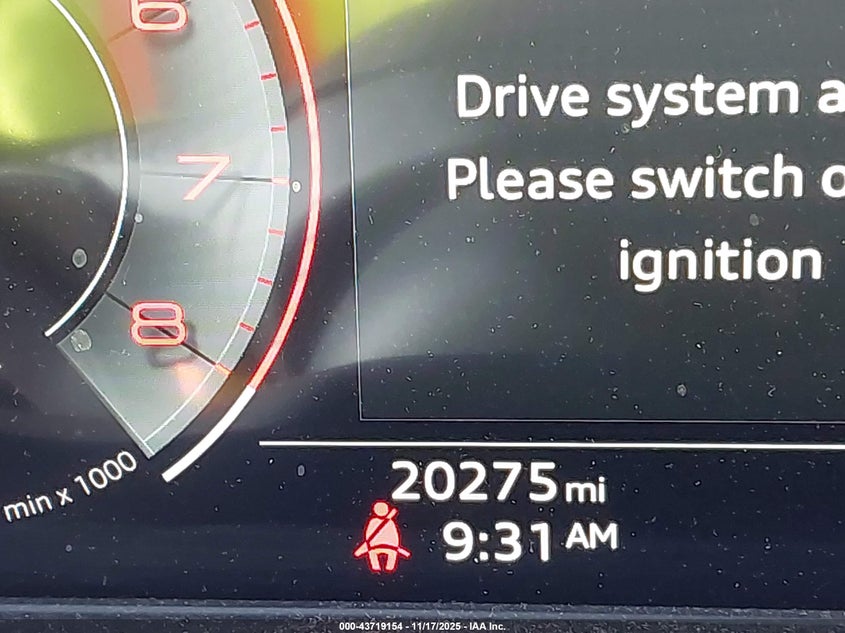 6
7
8
min x 1000
Drive system a
Please switch o
ignition
20275 mi
9:31 AM
000-43719154 - 11/17/2025 - IAA Inc.